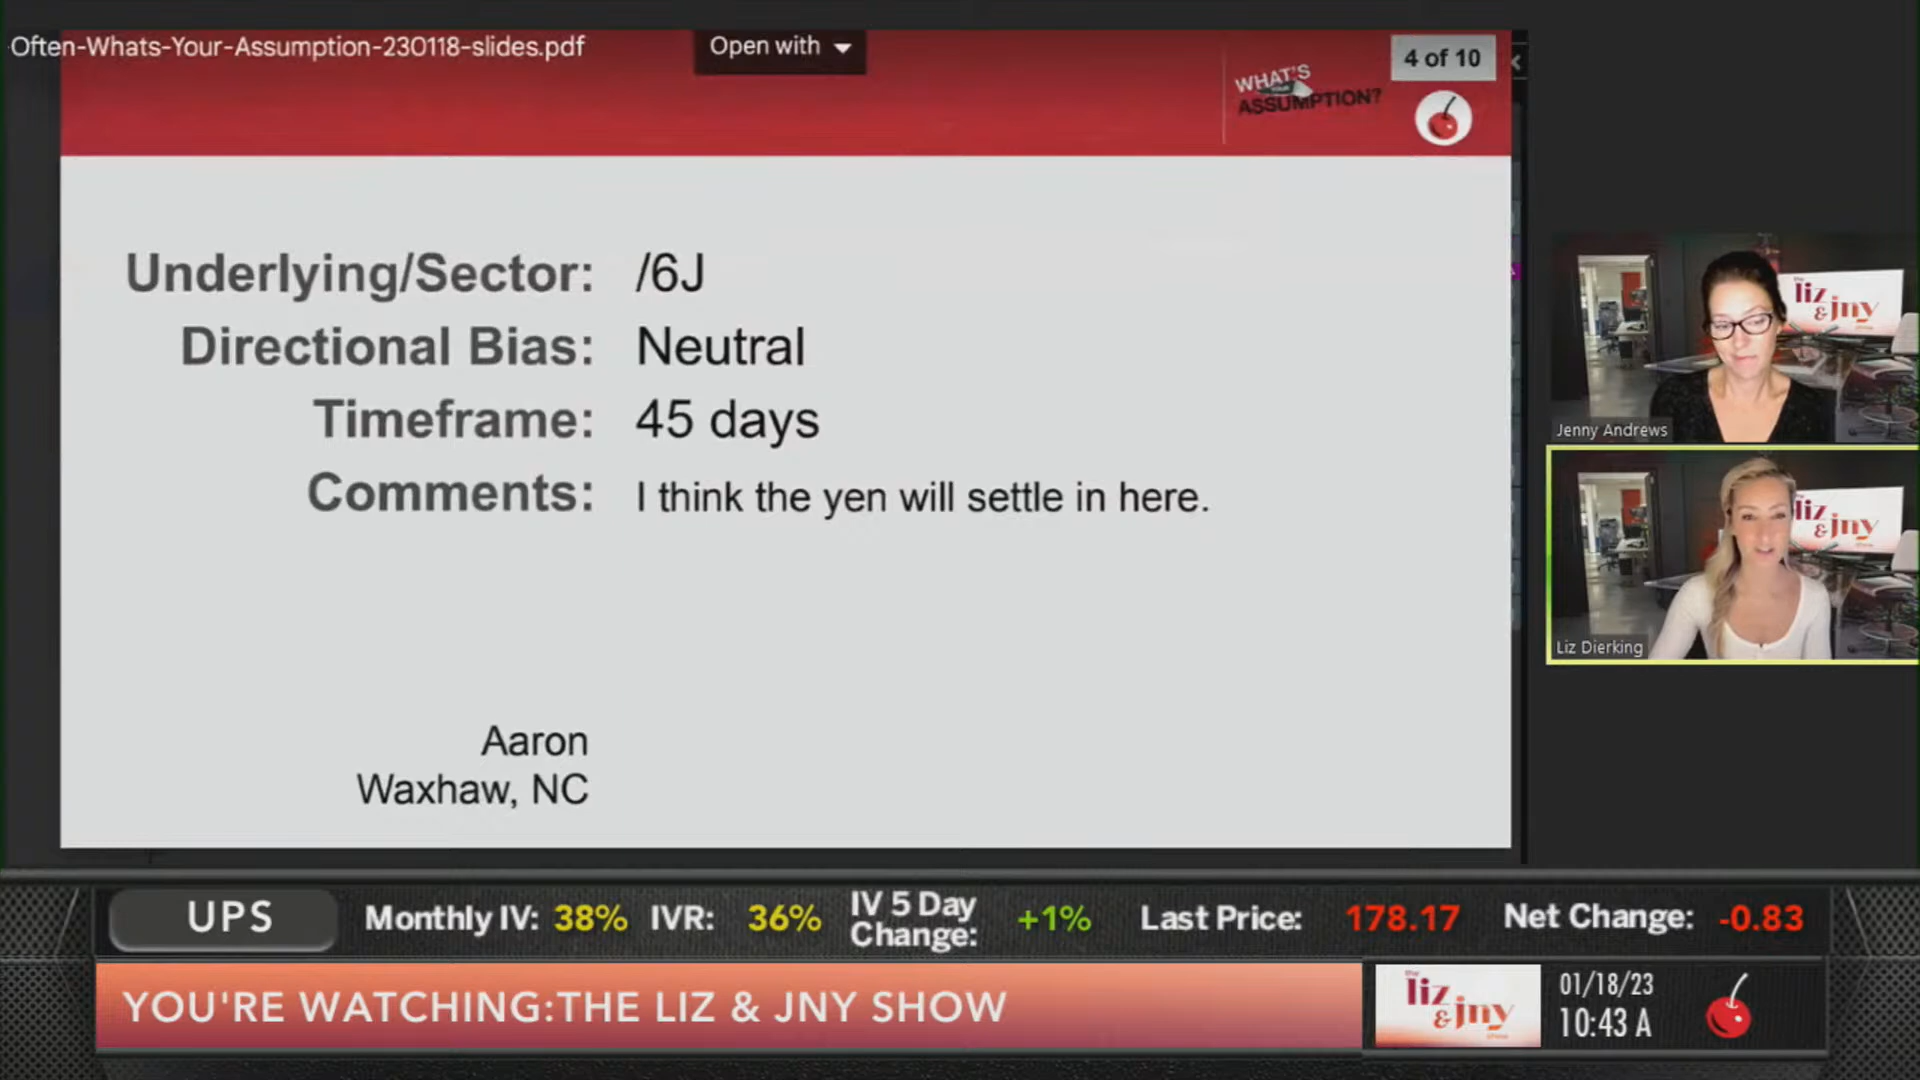 Often-Whats-Your-Assumption-230118-slides.pdf
Open with
4 of 10
WHAT'S
YOUR
ASSUMPTION?
Underlying/Sector: /6J
Directional Bias: Neutral
Timeframe: 45 days
Comments: I think the yen will settle in here.
Aaron
Waxhaw, NC
liz
& jny
Jenny Andrews
liz
& jny
Liz Dierking
UPS Monthly IV: 38% IVR: 36% IV 5 Day Change: +1% Last Price: 178.17 Net Change: -0.83
YOU'RE WATCHING:THE LIZ & JNY SHOW
the
liz
& jny
show
01/18/23
10:43 A